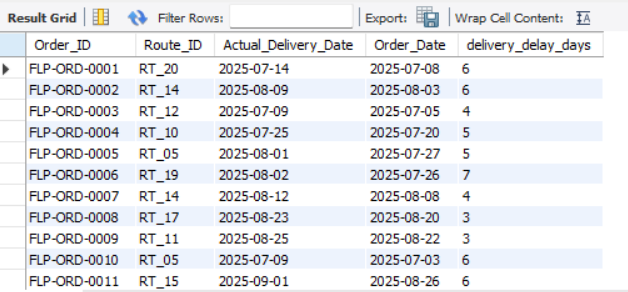 Result Grid Filter Rows: Export: Wrap Cell Content: IA
Order_ID Route_ID Actual_Delivery_Date Order_Date delivery_delay_days
FLP-ORD-0001 RT_20 2025-07-14 2025-07-08 6
FLP-ORD-0002 RT_14 2025-08-09 2025-08-03 6
FLP-ORD-0003 RT_12 2025-07-09 2025-07-05 4
FLP-ORD-0004 RT_10 2025-07-25 2025-07-20 5
FLP-ORD-0005 RT_05 2025-08-01 2025-07-27 5
FLP-ORD-0006 RT_19 2025-08-02 2025-07-26 7
FLP-ORD-0007 RT_14 2025-08-12 2025-08-08 4
FLP-ORD-0008 RT_17 2025-08-23 2025-08-20 3
FLP-ORD-0009 RT_11 2025-08-25 2025-08-22 3
FLP-ORD-0010 RT_05 2025-07-09 2025-07-03 6
FLP-ORD-0011 RT_15 2025-09-01 2025-08-26 6